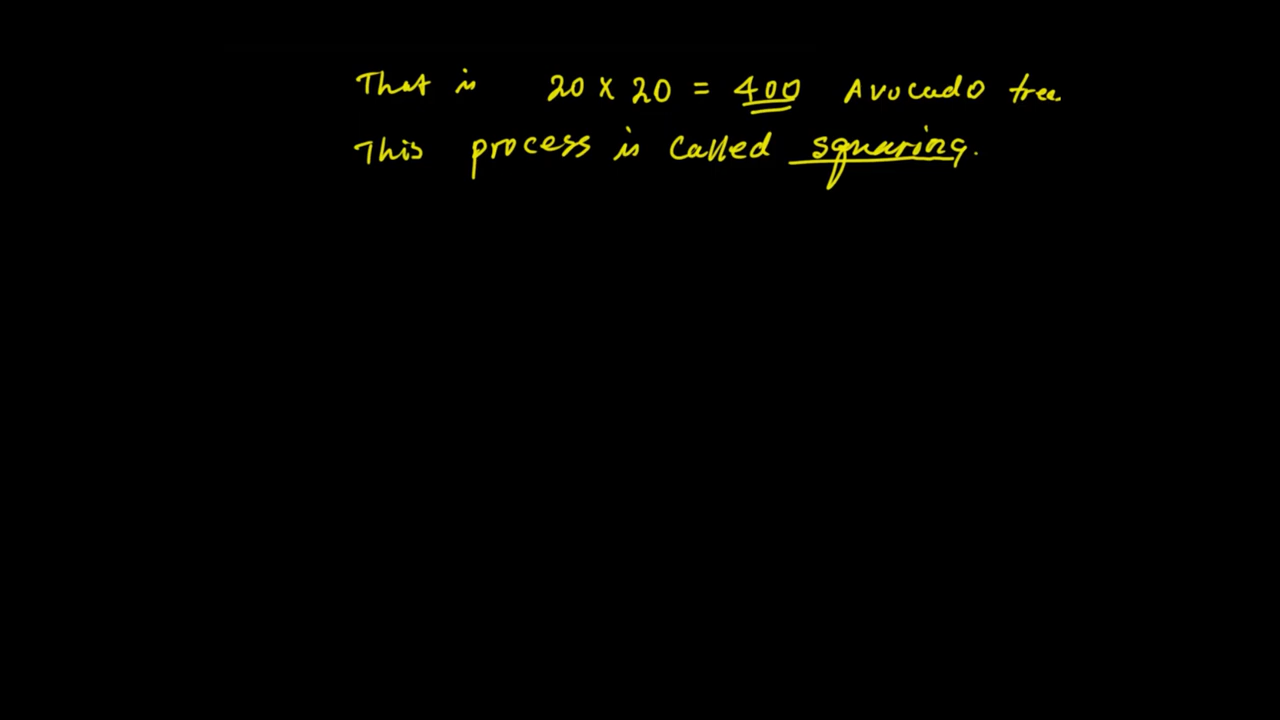 That is 20 x 20 = 400 Avocado tree.
This process is called squaring.